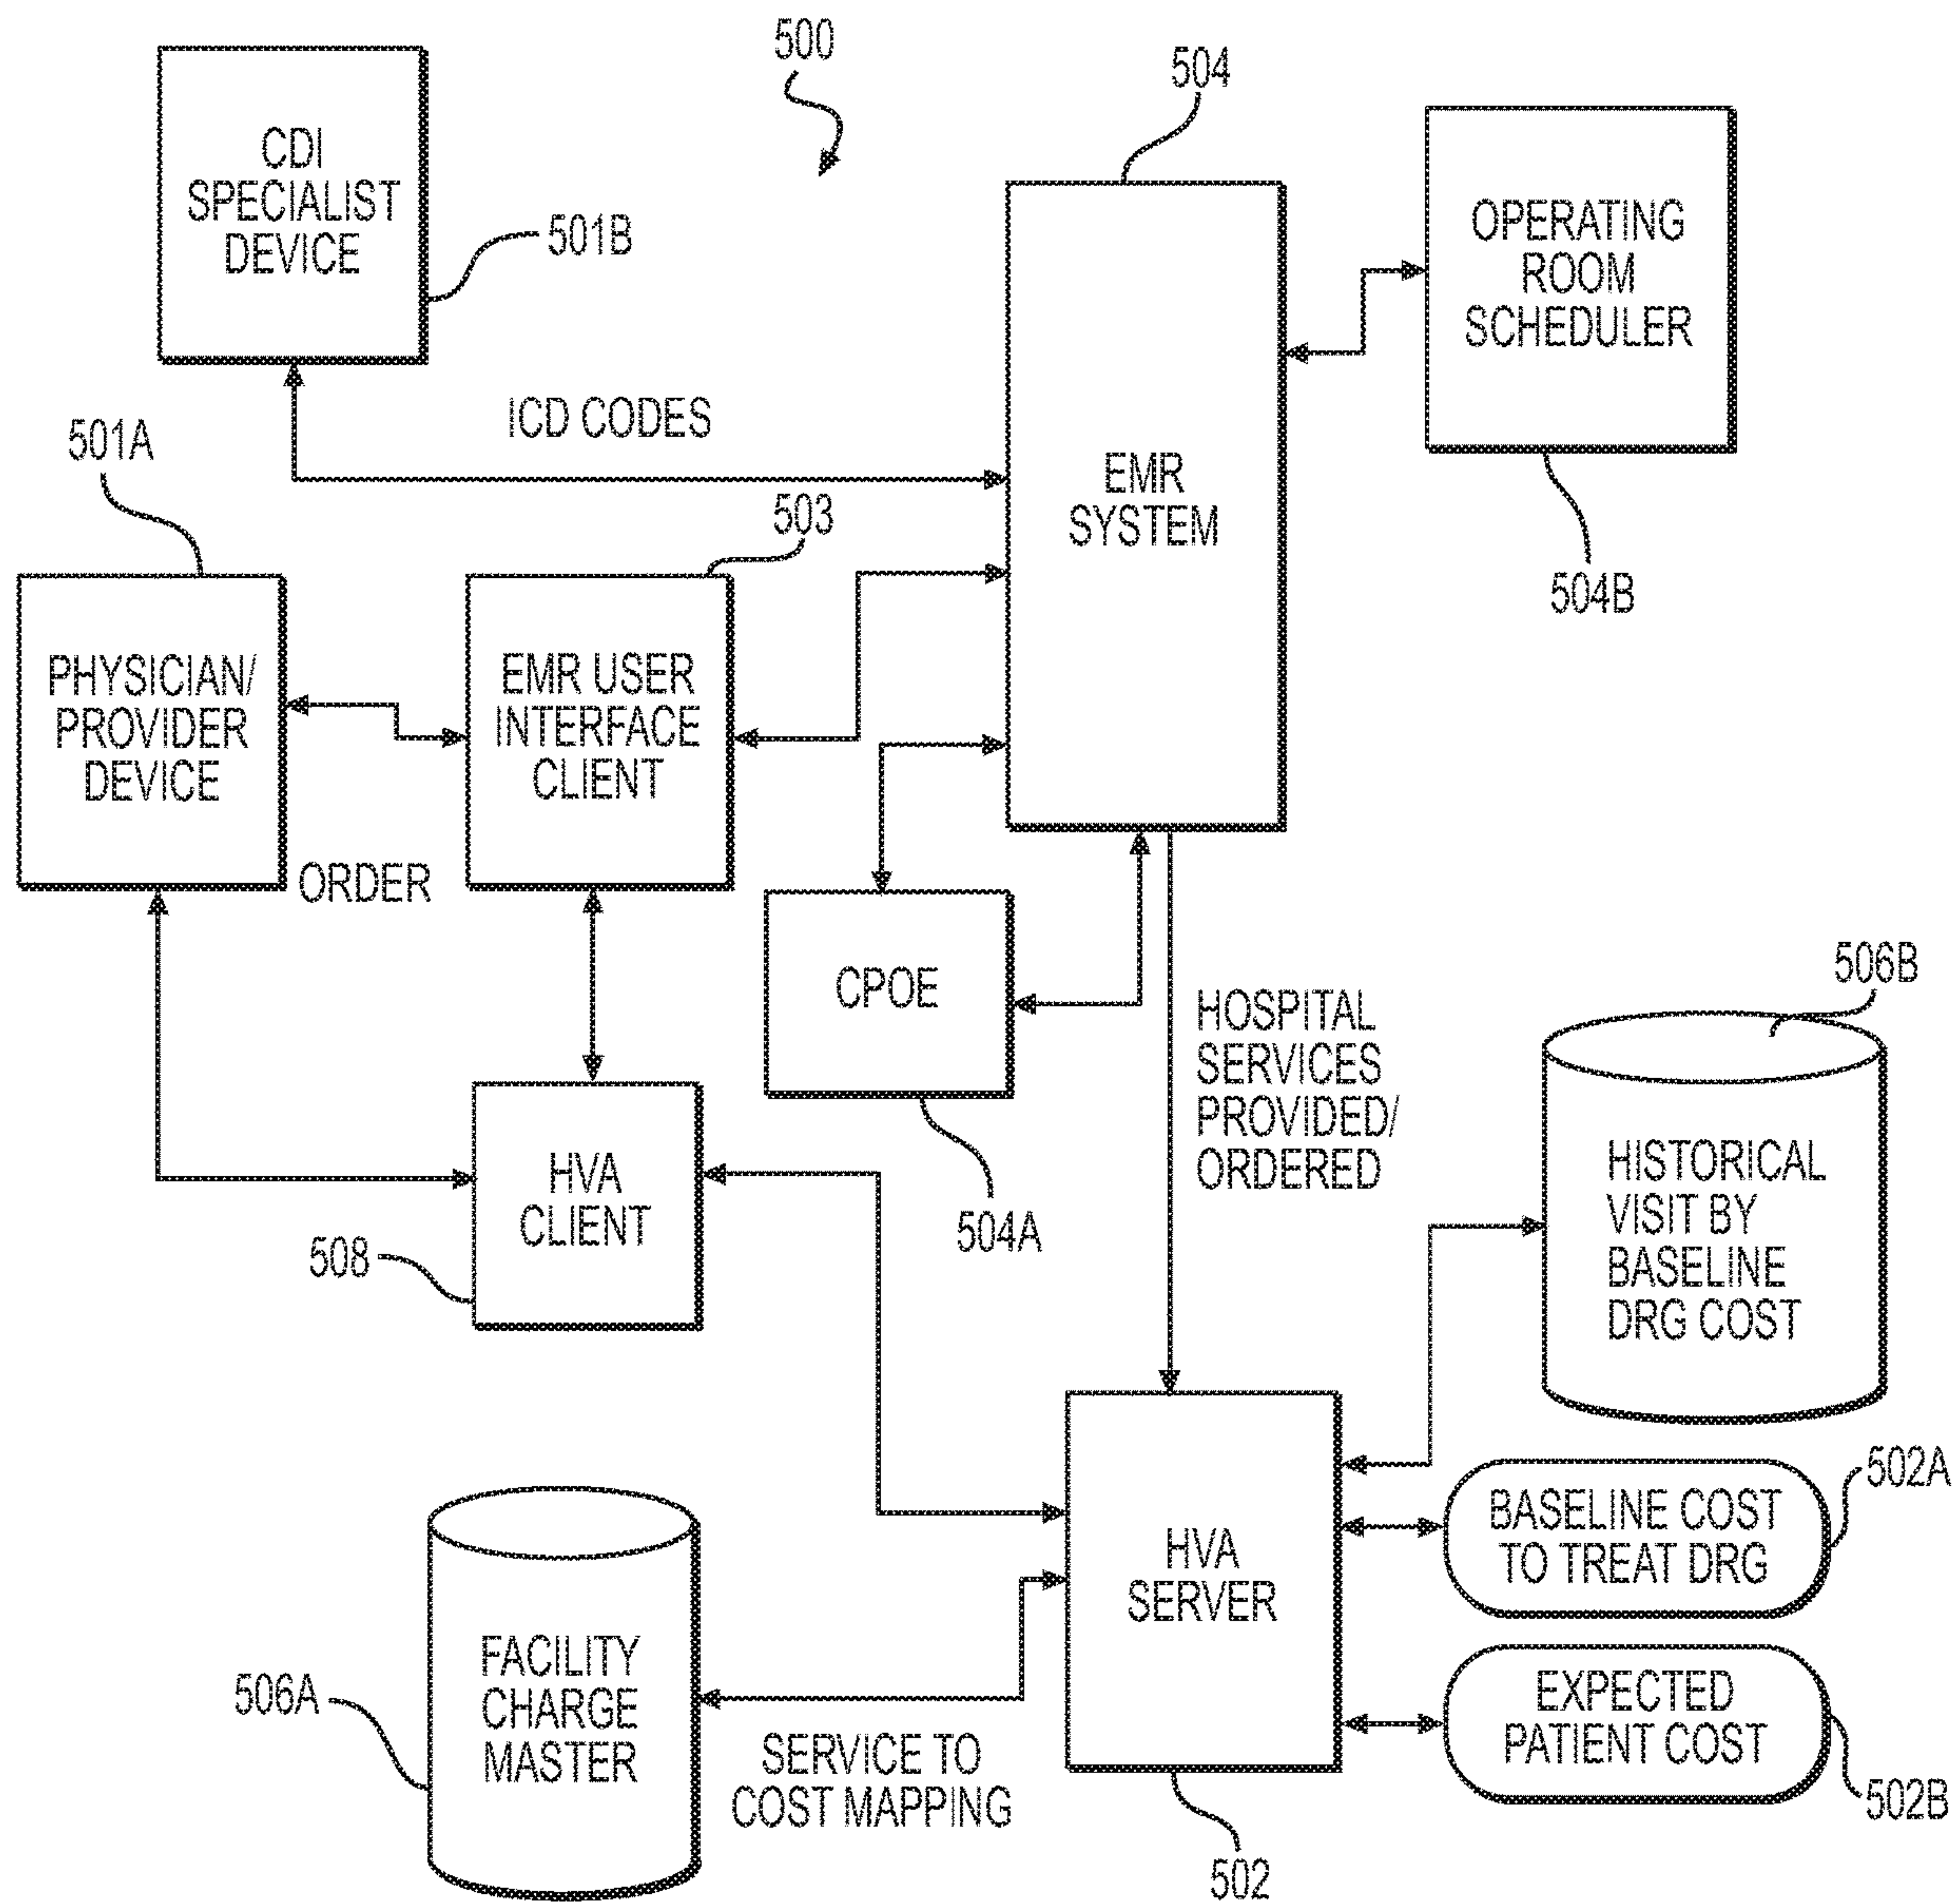 500
504
CDI
SPECIALIST
DEVICE
501B
OPERATING
ROOM
SCHEDULER
504B
ICD CODES
EMR
SYSTEM
501A
503
PHYSICIAN/
PROVIDER
DEVICE
EMR USER
INTERFACE
CLIENT
ORDER
CPOE
504A
HOSPITAL
SERVICES
PROVIDED/
ORDERED
506B
HISTORICAL
VISIT BY
BASELINE
DRG COST
HVA
CLIENT
508
502A
BASELINE COST
TO TREAT DRG
HVA
SERVER
EXPECTED
PATIENT COST
502B
506A
FACILITY
CHARGE
MASTER
SERVICE TO
COST MAPPING
502